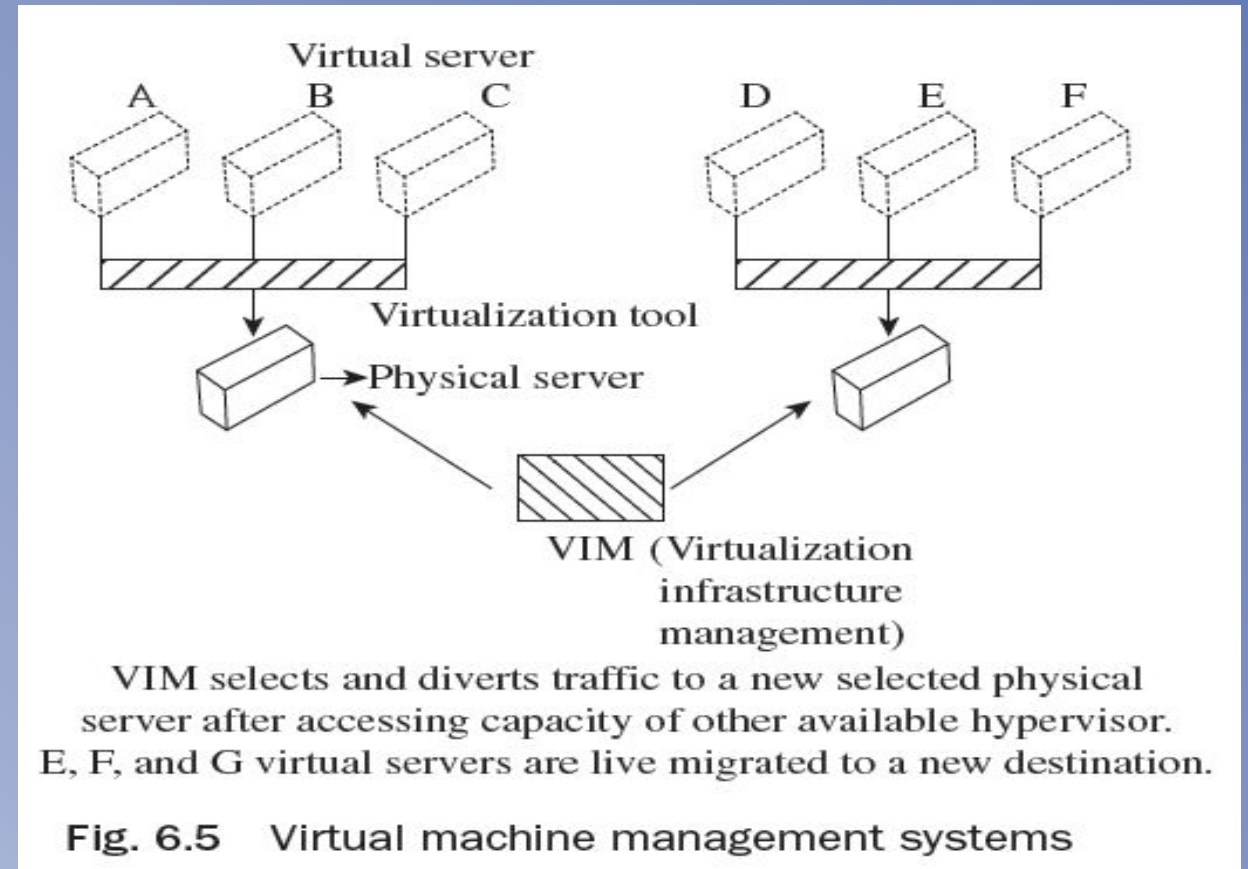 Virtual server
A B C D E F
Virtualization tool
Physical server
VIM (Virtualization
infrastructure
management)
VIM selects and diverts traffic to a new selected physical
server after accessing capacity of other available hypervisor.
E, F, and G virtual servers are live migrated to a new destination.
Fig. 6.5 Virtual machine management systems